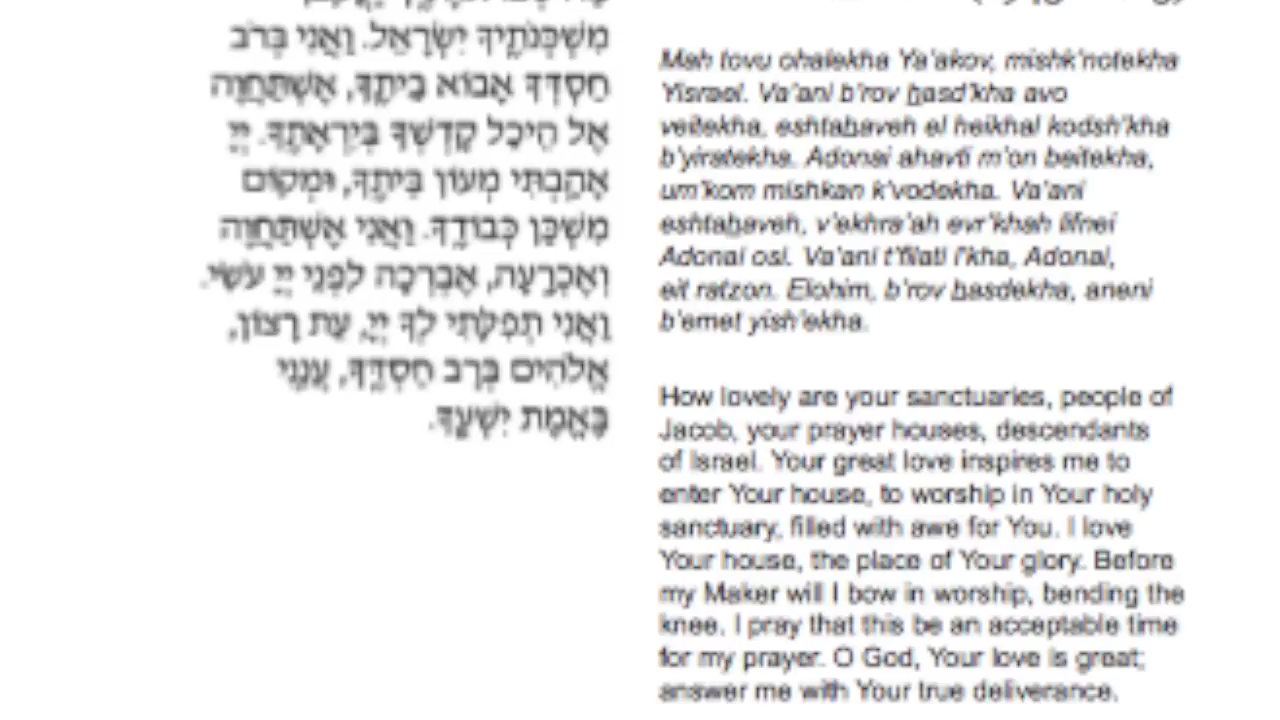 מִשְׁכְּנֹתֶֽיךָ יִשְׂרָאֵל. וַאֲנִי בְּרֹב
חַסְדְּךָ אָבוֹא בֵיתֶֽךָ, אֶשְׁתַּחֲוֶה
אֶל הֵיכַל קָדְשְׁךָ בְּיִרְאָתֶֽךָ. יְיָ
אָהַֽבְתִּי מְעוֹן בֵּיתֶֽךָ, וּמְקוֹם
מִשְׁכַּן כְּבוֹדֶֽךָ. וַאֲנִי אֶשְׁתַּחֲוֶה
וְאֶכְרָֽעָה, אֶבְרְכָה לִפְנֵי יְיָ עֹשִׂי.
וַאֲנִי תְפִלָּתִי לְךָ יְיָ, עֵת רָצוֹן,
אֱלֹהִים בְּרָב חַסְדֶּֽךָ, עֲנֵֽנִי
בֶּאֱמֶת יִשְׁעֶֽךָ.
Mah tovu ohalekha Ya'akov, mishk'notekha
Yisrael. Va'ani b'rov ḥasd'kha avo
veitekha, eshtaḥaveh el heikhal kodsh'kha
b'yiratekha. Adonai ahavti m'on beitekha,
um'kom mishkan k'vodekha. Va'ani
eshtaḥaveh, v'ekhra'ah evr'khah lifnei
Adonai osi. Va'ani t'filati l'kha, Adonai,
eit ratzon. Elohim, b'rov ḥasdekha, aneni
b'emet yish'ekha.
How lovely are your sanctuaries, people of
Jacob, your prayer houses, descendants
of Israel. Your great love inspires me to
enter Your house, to worship in Your holy
sanctuary, filled with awe for You. I love
Your house, the place of Your glory. Before
my Maker will I bow in worship, bending the
knee. I pray that this be an acceptable time
for my prayer. O God, Your love is great;
answer me with Your true deliverance.